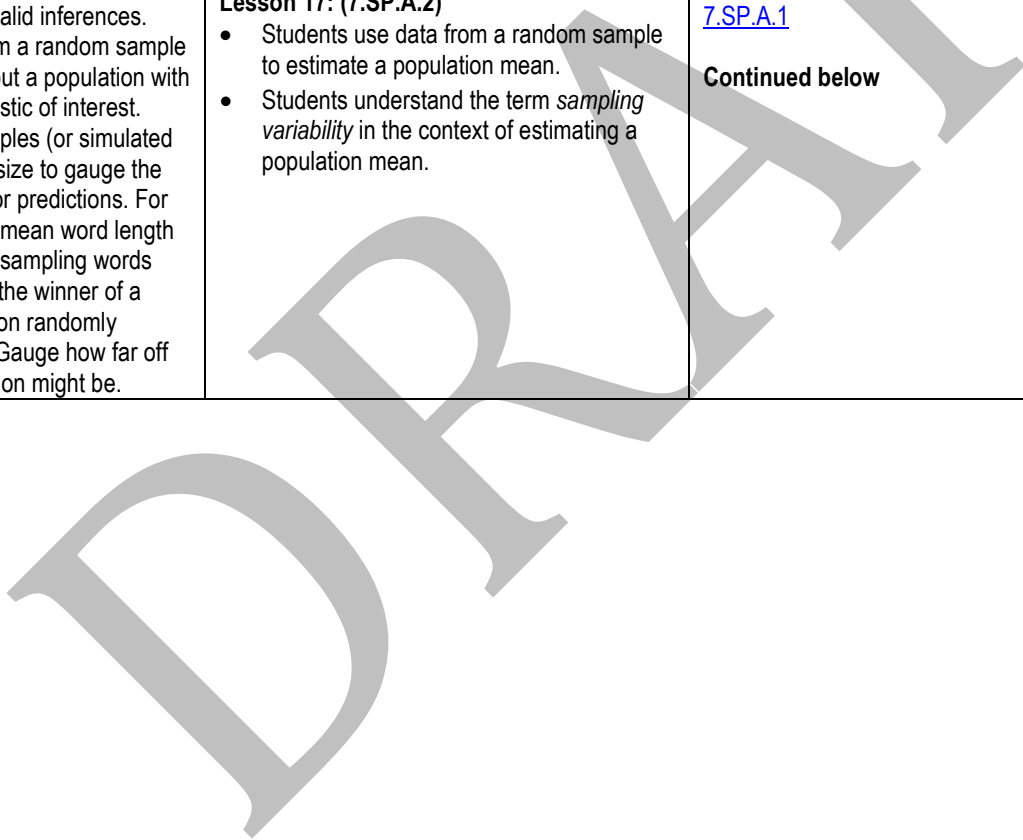 alid inferences.
m a random sample
out a population with
stic of interest.
ples (or simulated
size to gauge the
or predictions. For
mean word length
sampling words
the winner of a
on randomly
Gauge how far off
on might be.
Lesson 17: (7.SP.A.2)
• Students use data from a random sample
to estimate a population mean.
• Students understand the term sampling
variability in the context of estimating a
population mean.
7.SP.A.1
Continued below
DRA